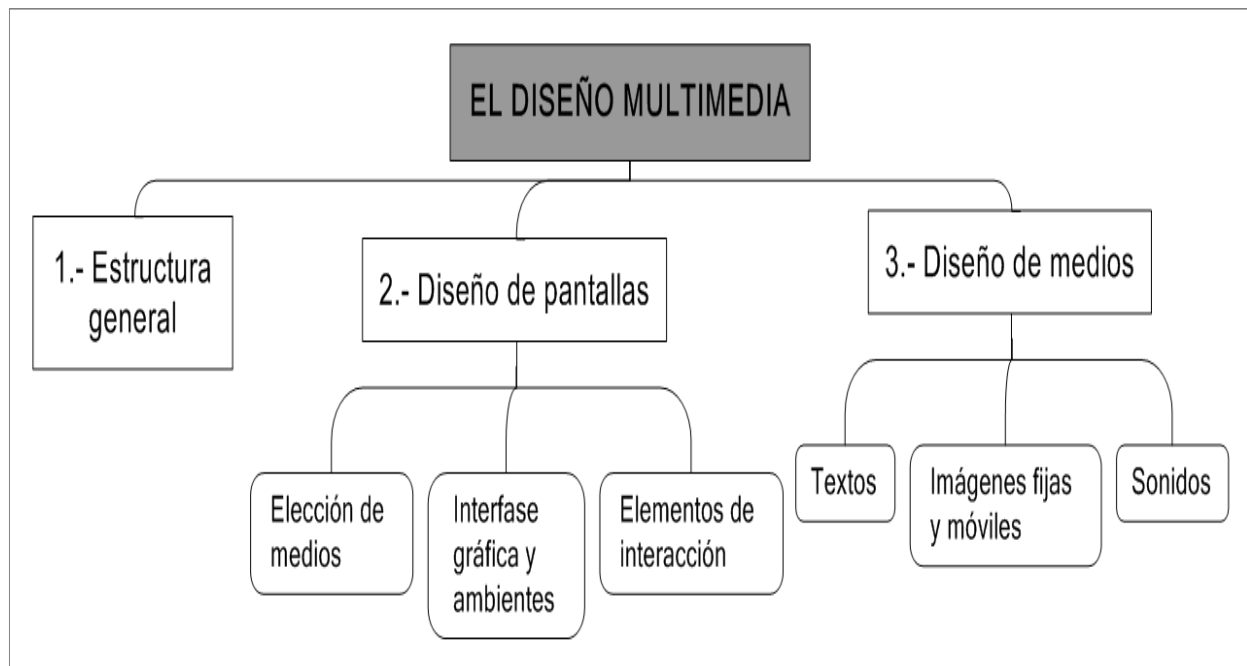 EL DISEÑO MULTIMEDIA
1.- Estructura
general
2.- Diseño de pantallas
3.- Diseño de medios
Elección de
medios
Interfase
gráfica y
ambientes
Elementos de
interacción
Textos
Imágenes fijas
y móviles
Sonidos